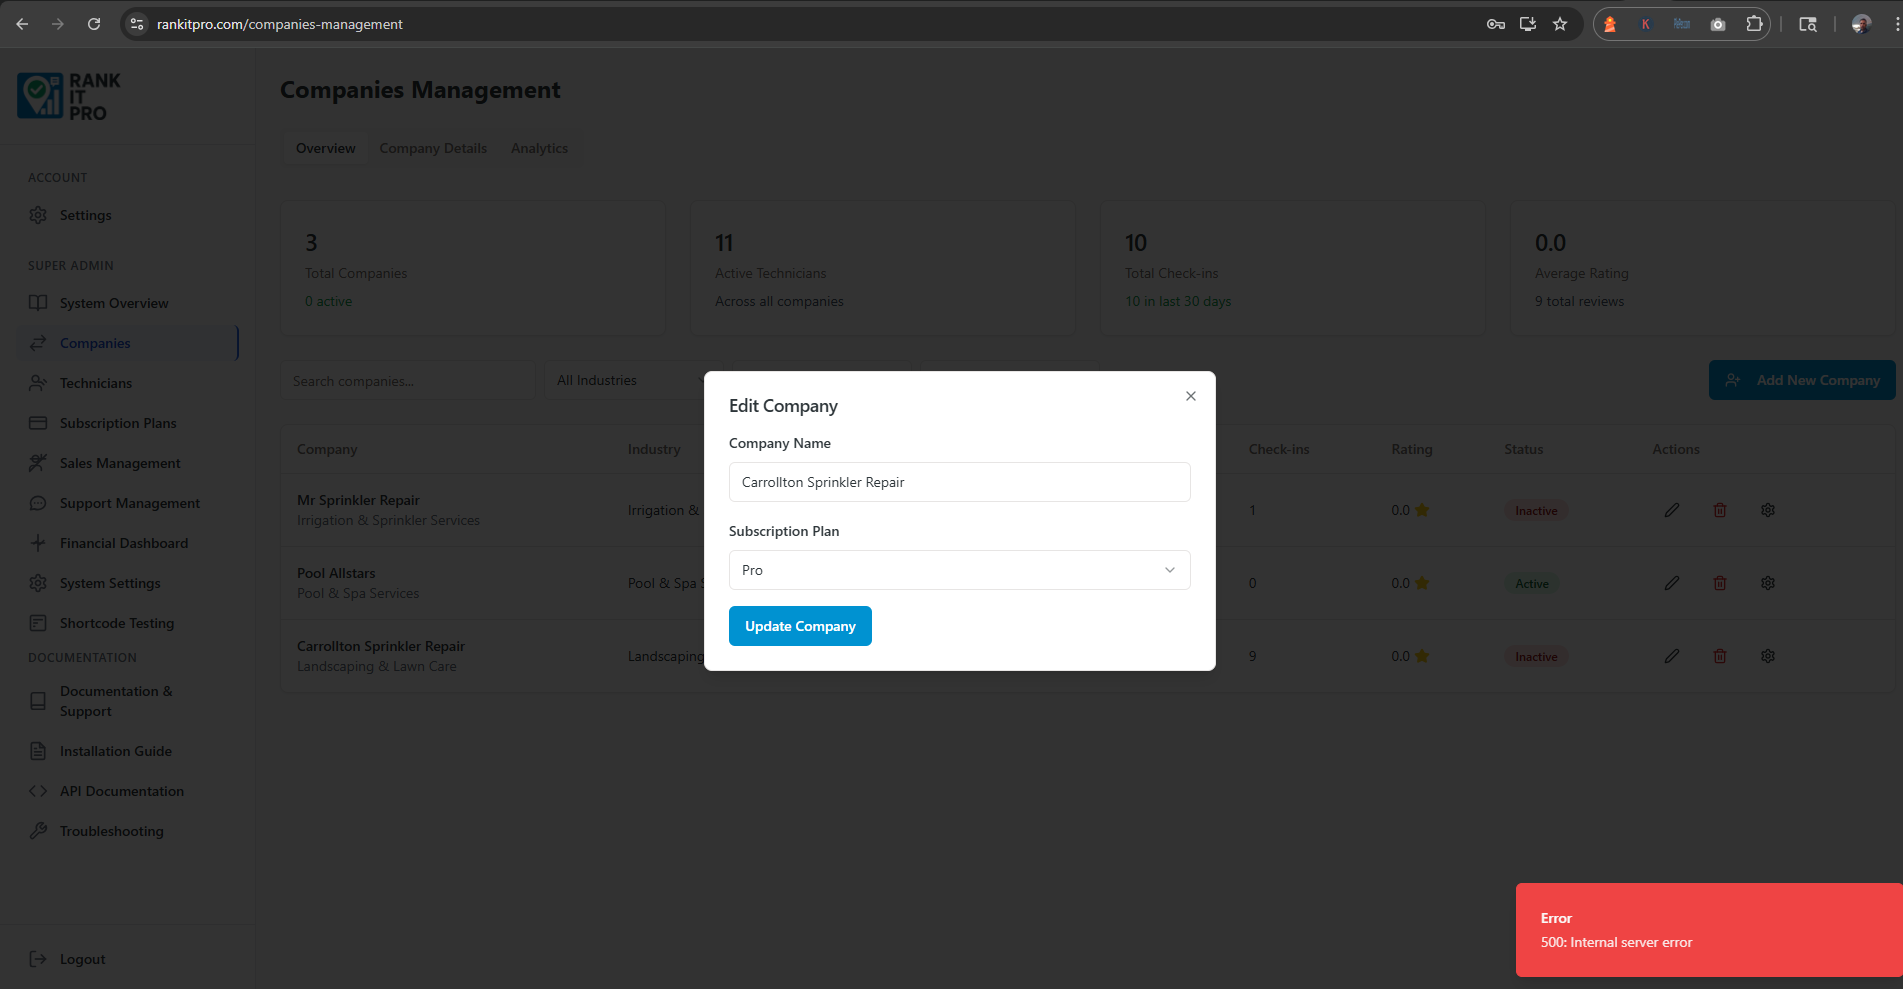 rankitpro.com/companies-management
RANK
IT
PRO
ACCOUNT
Settings
SUPER ADMIN
System Overview
Companies
Technicians
Subscription Plans
Sales Management
Support Management
Financial Dashboard
System Settings
Shortcode Testing
DOCUMENTATION
Documentation &
Support
Installation Guide
API Documentation
Troubleshooting
Logout
Companies Management
Overview Company Details Analytics
3
Total Companies
0 active
11
Active Technicians
Across all companies
10
Total Check-ins
10 in last 30 days
0.0
Average Rating
9 total reviews
Search companies...
All Industries
Add New Company
Company Industry Check-ins Rating Status Actions
Mr Sprinkler Repair
Irrigation & Sprinkler Services
Irrigation & 1 0.0 Inactive
Pool Allstars
Pool & Spa Services
Pool & Spa S 0 0.0 Active
Carrollton Sprinkler Repair
Landscaping & Lawn Care
Landscaping 9 0.0 Inactive
Edit Company
Company Name
Carrollton Sprinkler Repair
Subscription Plan
Pro
Update Company
Error
500: Internal server error